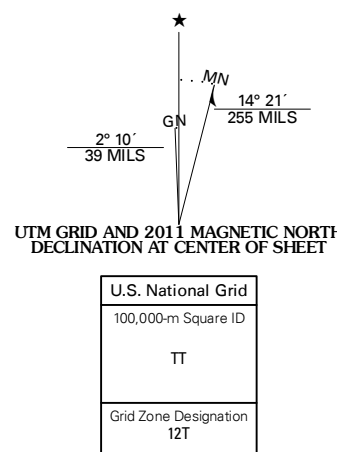 MN
GN
14° 21´
255 MILS
2° 10´
39 MILS
UTM GRID AND 2011 MAGNETIC NORTH
DECLINATION AT CENTER OF SHEET
U.S. National Grid
100,000-m Square ID
TT
Grid Zone Designation
12T